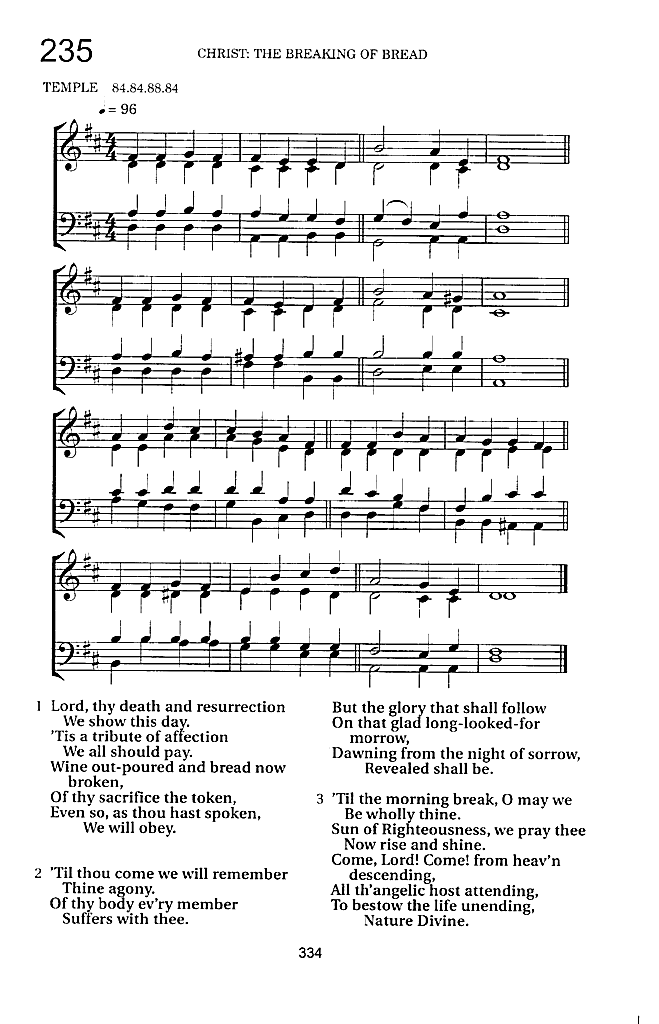 235
CHRIST: THE BREAKING OF BREAD
TEMPLE 84.84.88.84
♩ = 96
1 Lord, thy death and resurrection
We show this day.
'Tis a tribute of affection
We all should pay.
Wine out-poured and bread now
broken,
Of thy sacrifice the token,
Even so, as thou hast spoken,
We will obey.
2 'Til thou come we will remember
Thine agony.
Of thy body ev'ry member
Suffers with thee.
But the glory that shall follow
On that glad long-looked-for
morrow,
Dawning from the night of sorrow,
Revealed shall be.
3 'Til the morning break, O may we
Be wholly thine.
Sun of Righteousness, we pray thee
Now rise and shine.
Come, Lord! Come! from heav'n
descending,
All th'angelic host attending,
To bestow the life unending,
Nature Divine.
334